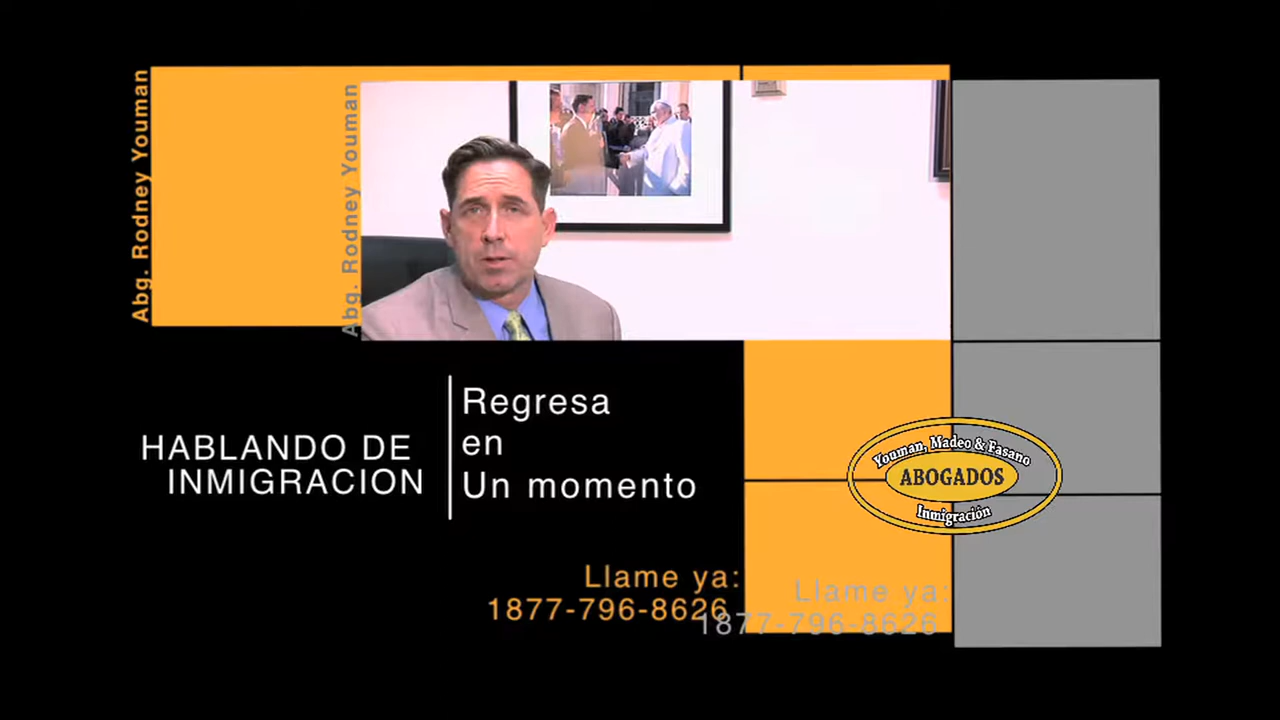 Abg. Rodney Youman
Abg. Rodney Youman
HABLANDO DE
INMIGRACION
Regresa
en
Un momento
Youman, Madeo & Fasano
ABOGADOS
Inmigración
Llame ya:
1877-796-8626
Llame ya:
1877-796-8626